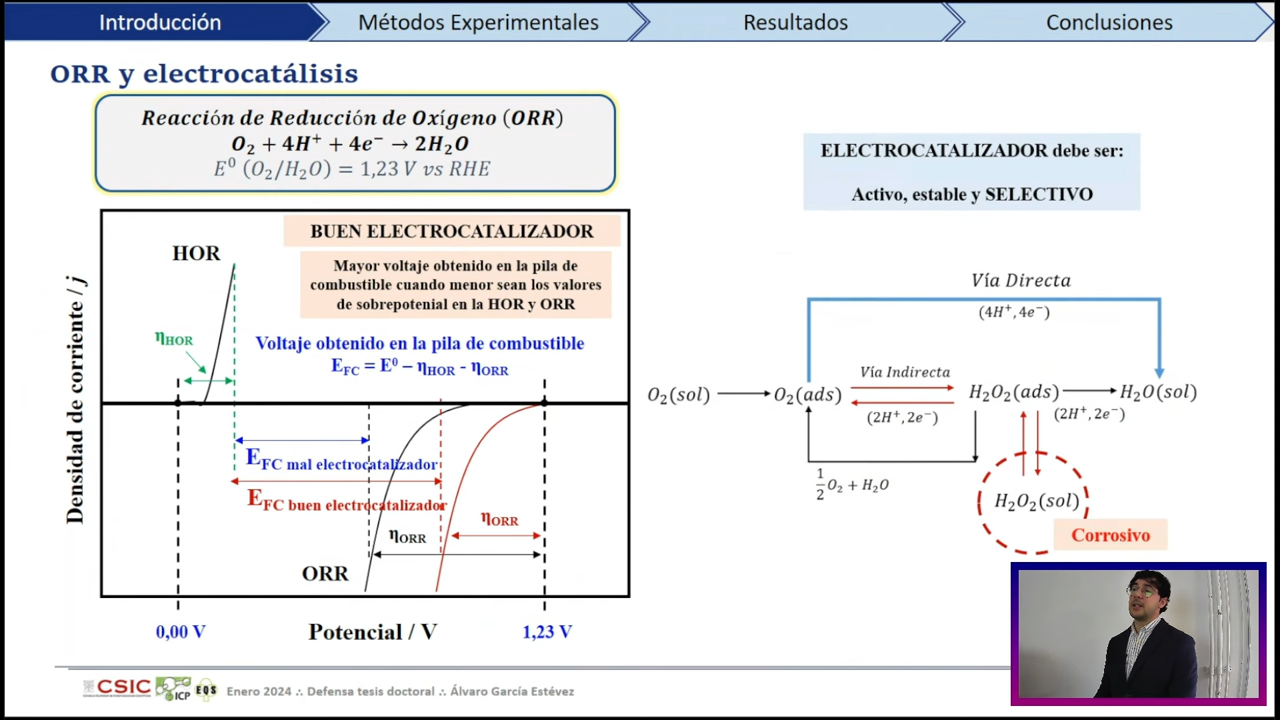 Introducción
Métodos Experimentales
Resultados
Conclusiones
ORR y electrocatálisis
Reacción de Reducción de Oxígeno (ORR)
O₂ + 4H⁺ + 4e⁻ → 2H₂O
E⁰ (O₂/H₂O) = 1,23 V vs RHE
BUEN ELECTROCATALIZADOR
Mayor voltaje obtenido en la pila de
combustible cuando menor sean los valores
de sobrepotenial en la HOR y ORR
HOR
η_HOR
Voltaje obtenido en la pila de combustible
E_FC = E⁰ – η_HOR - η_ORR
Densidad de corriente / j
E_FC mal electrocatalizador
E_FC buen electrocatalizador
η_ORR
η_ORR
ORR
0,00 V
Potencial / V
1,23 V
ELECTROCATALIZADOR debe ser:
Activo, estable y SELECTIVO
Vía Directa
(4H⁺, 4e⁻)
Vía Indirecta
O₂(sol)
O₂(ads)
H₂O₂(ads)
H₂O(sol)
(2H⁺, 2e⁻)
(2H⁺, 2e⁻)
½O₂ + H₂O
H₂O₂(sol)
Corrosivo
CSIC
ICP
EQS
Enero 2024 ∴ Defensa tesis doctoral ∴ Álvaro García Estévez